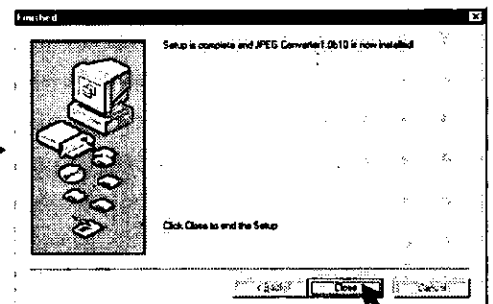 Finished
Setup is complete and JPEG Converter1.0b10 is now installed!
Click Close to end the Setup
< Back
Close
Cancel